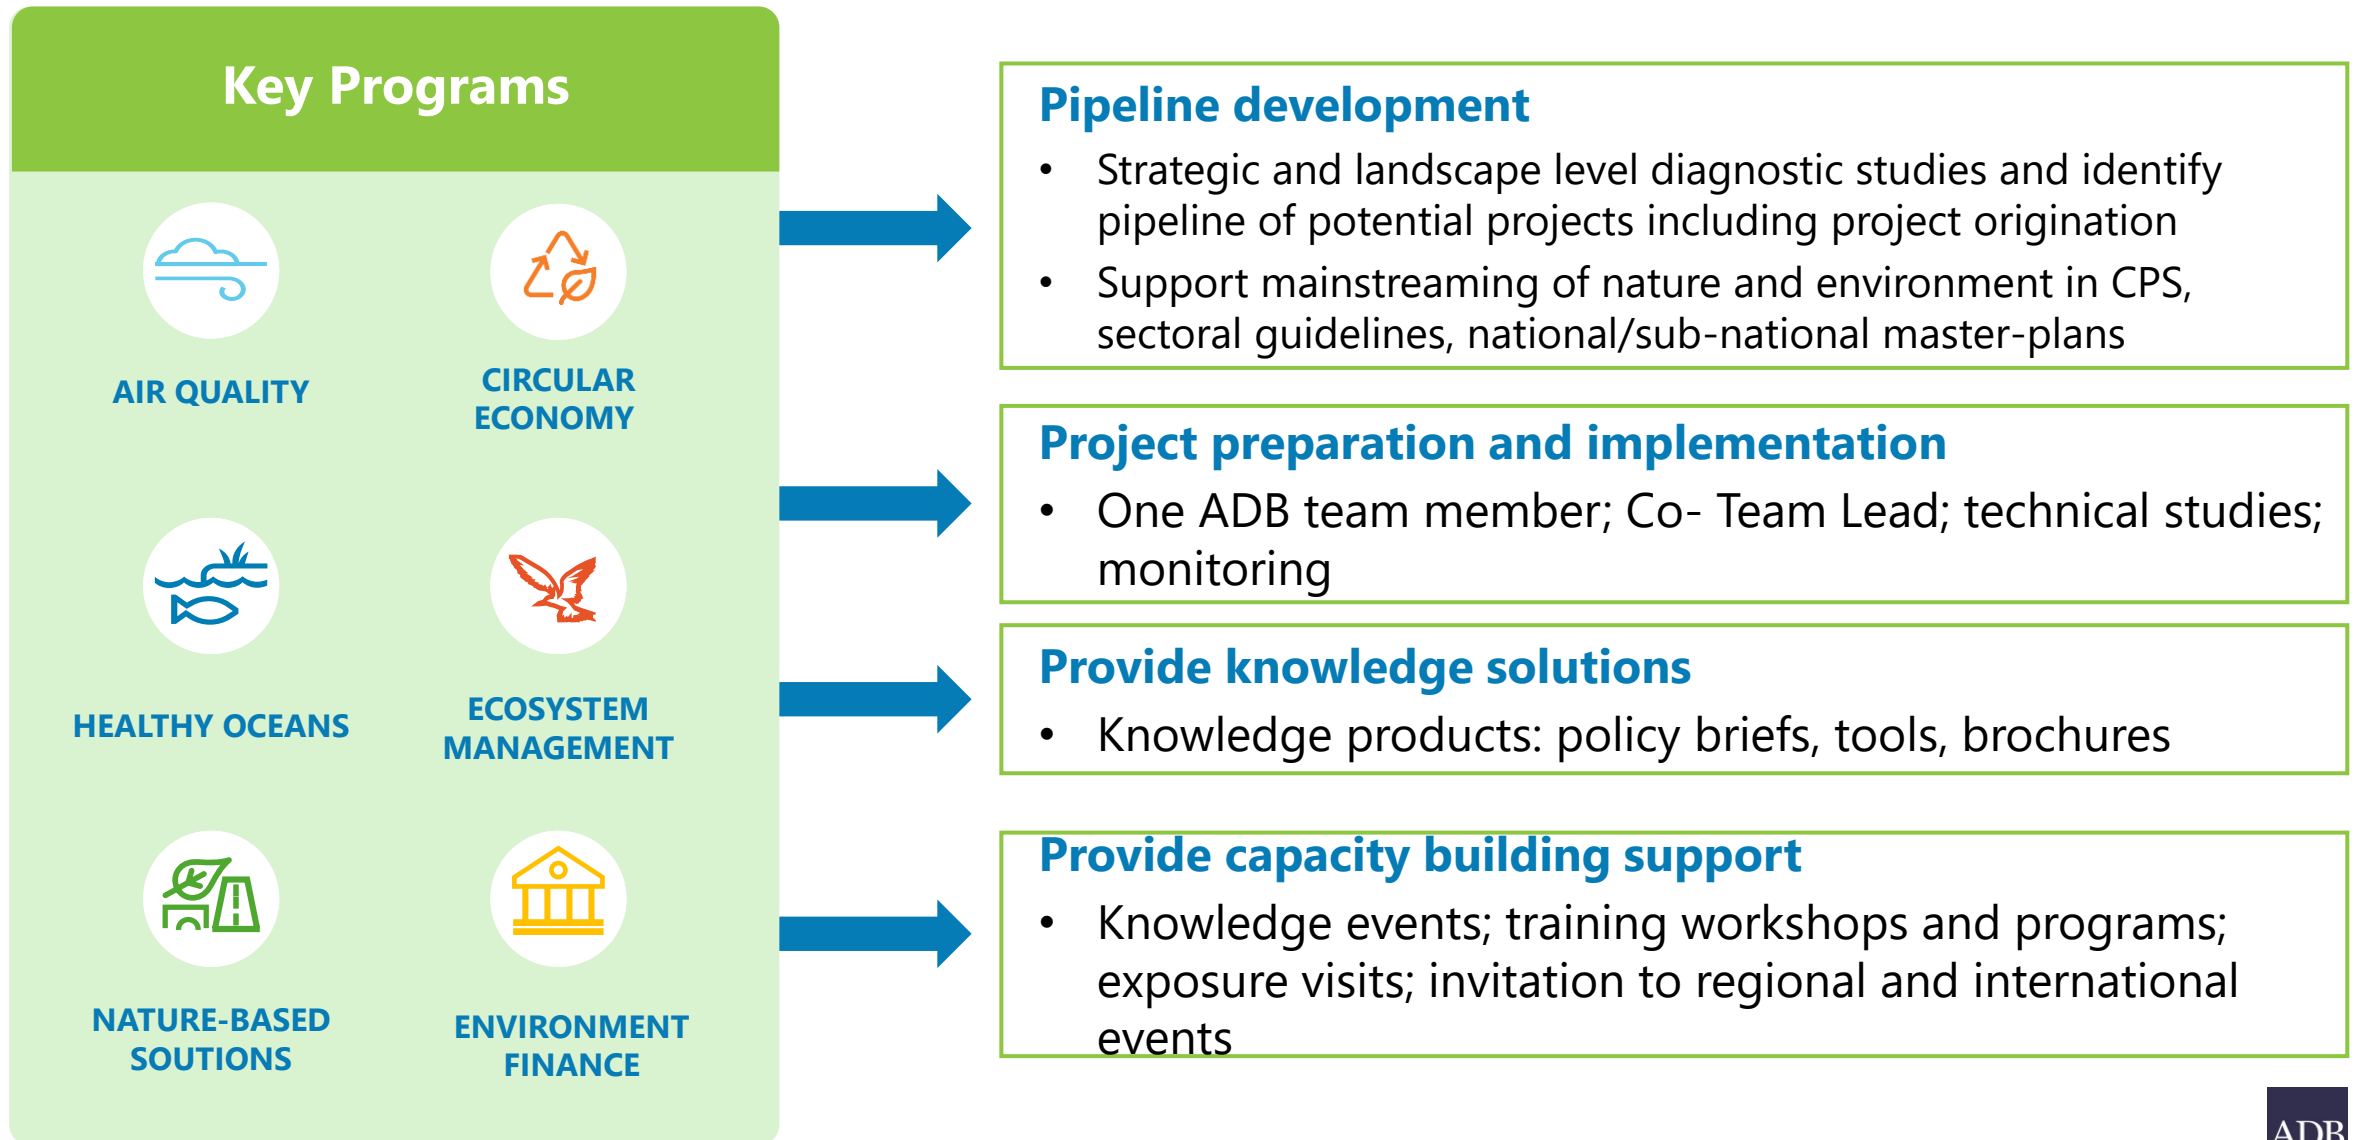 Key Programs
AIR QUALITY
CIRCULAR
ECONOMY
HEALTHY OCEANS
ECOSYSTEM
MANAGEMENT
NATURE-BASED
SOUTIONS
ENVIRONMENT
FINANCE
Pipeline development
• Strategic and landscape level diagnostic studies and identify
pipeline of potential projects including project origination
• Support mainstreaming of nature and environment in CPS,
sectoral guidelines, national/sub-national master-plans
Project preparation and implementation
• One ADB team member; Co- Team Lead; technical studies;
monitoring
Provide knowledge solutions
• Knowledge products: policy briefs, tools, brochures
Provide capacity building support
• Knowledge events; training workshops and programs;
exposure visits; invitation to regional and international
events
ADB